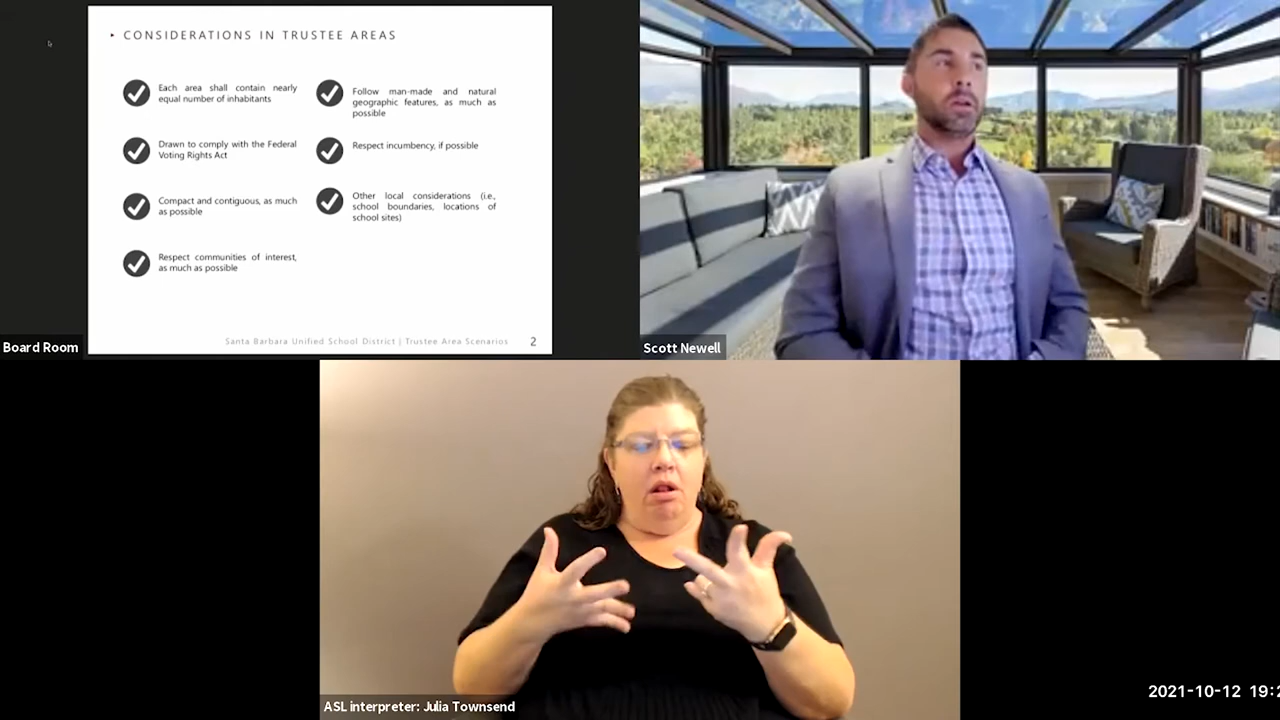 CONSIDERATIONS IN TRUSTEE AREAS
Each area shall contain nearly
equal number of inhabitants
Drawn to comply with the Federal
Voting Rights Act
Compact and contiguous, as much
as possible
Respect communities of interest,
as much as possible
Follow man-made and natural
geographic features, as much as
possible
Respect incumbency, if possible
Other local considerations (i.e.,
school boundaries, locations of
school sites)
Santa Barbara Unified School District | Trustee Area Scenarios 2
Board Room
Scott Newell
ASL interpreter: Julia Townsend
2021-10-12 19:2